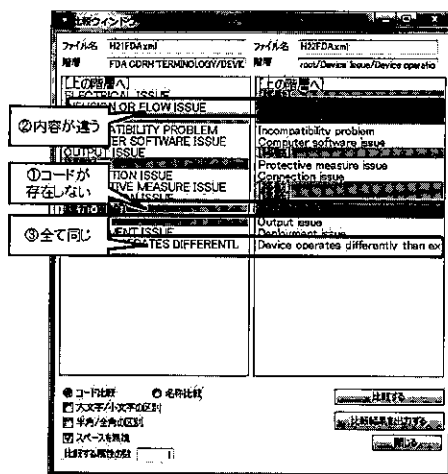 比較ウィンドウ
ファイル名 H21FDA.xml
ファイル名 H22FDA.xml
階層 FDA CDRH TERMINOLOGY/DEVI
階層 root/Device Issue/Device operatio
[上の階層へ]
[上の階層へ]
ELECTRICAL ISSUE
OR FLOW ISSUE
②内容が違う
ATIBILITY PROBLEM
Incompatibility problem
ER SOFTWARE ISSUE
Computer software issue
OUTPUT ISSUE
①コードが
存在しない
TION ISSUE
Protective measure issue
TIVE MEASURE ISSUE
Connection issue
Output issue
MENT ISSUE
Deployment issue
③全て同じ
RATES DIFFERENTL
Device operates differently than ex
コード比較
名称比較
大文字/小文字の区別
半角/全角の区別
スペースを無視
比較する属性の数 1
比較する
比較結果を出力する
閉じる